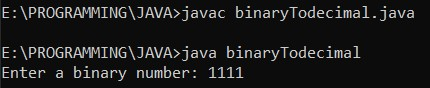 E:\PROGRAMMING\JAVA>javac binaryTodecimal.java
E:\PROGRAMMING\JAVA>java binaryTodecimal
Enter a binary number: 1111